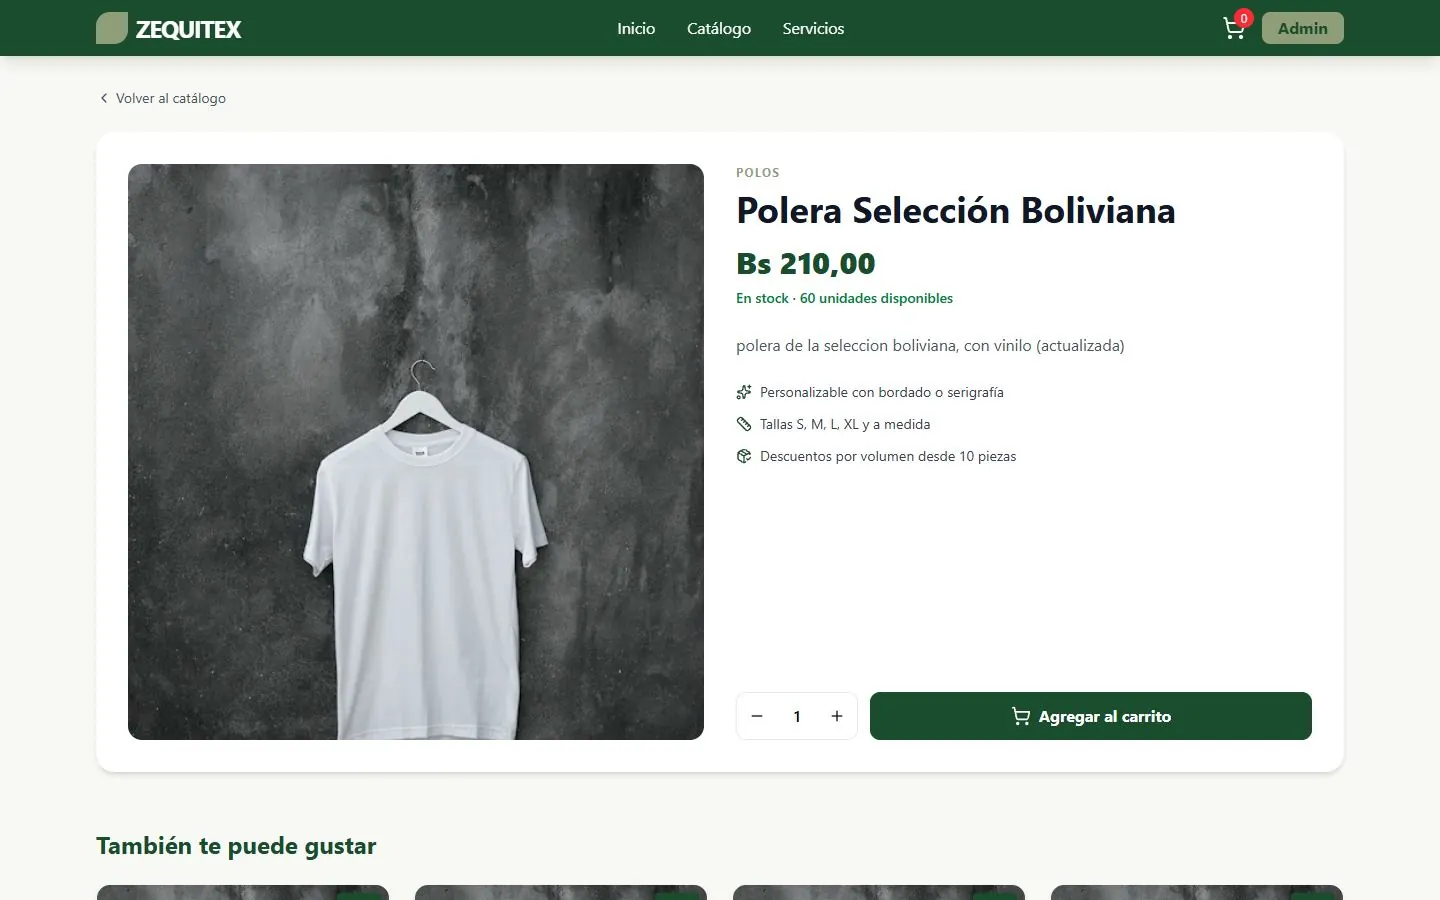 ZEQUITEX
Inicio
Catálogo
Servicios
0
Admin
Volver al catálogo
POLOS
Polera Selección Boliviana
Bs 210,00
En stock · 60 unidades disponibles
polera de la seleccion boliviana, con vinilo (actualizada)
Personalizable con bordado o serigrafía
Tallas S, M, L, XL y a medida
Descuentos por volumen desde 10 piezas
1
Agregar al carrito
También te puede gustar